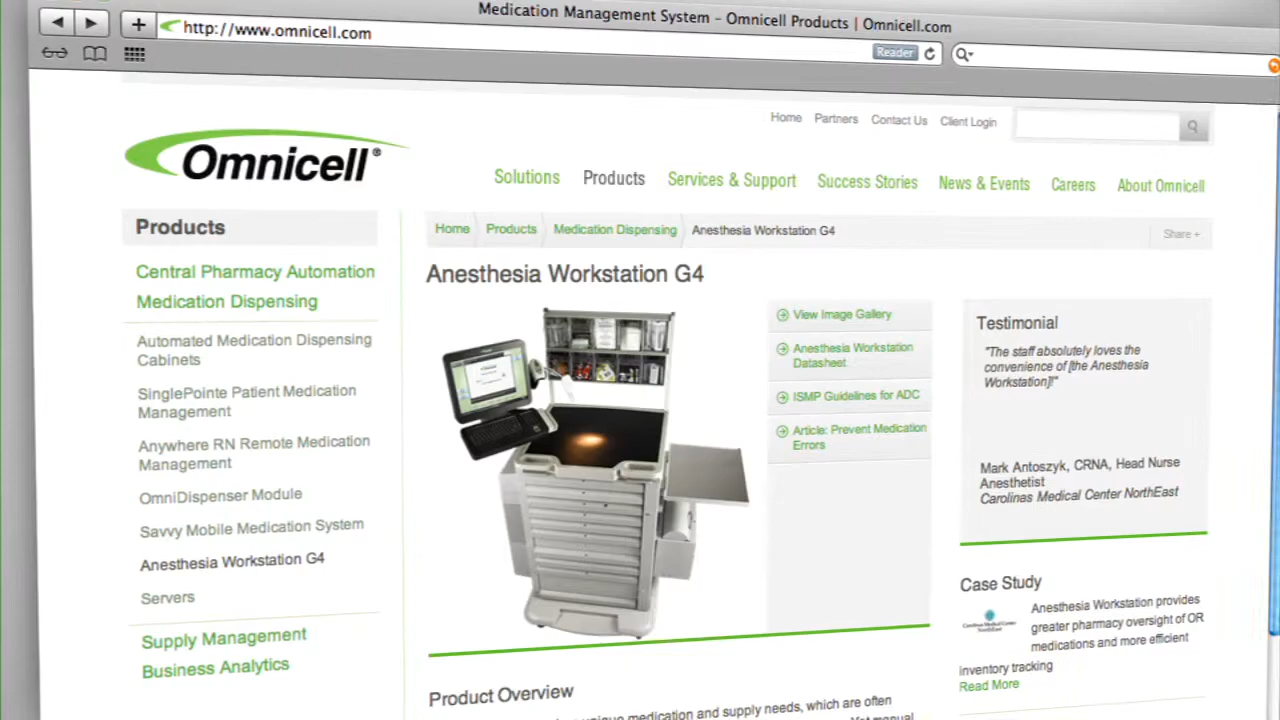 Medication Management System – Omnicell Products | Omnicell.com
http://www.omnicell.com
Reader
Home Partners Contact Us Client Login
Omnicell®
Solutions Products Services & Support Success Stories News & Events Careers About Omnicell
Products
Central Pharmacy Automation
Medication Dispensing
Automated Medication Dispensing
Cabinets
SinglePointe Patient Medication
Management
Anywhere RN Remote Medication
Management
OmniDispenser Module
Savvy Mobile Medication System
Anesthesia Workstation G4
Servers
Supply Management
Business Analytics
Home Products Medication Dispensing Anesthesia Workstation G4
Share +
Anesthesia Workstation G4
View Image Gallery
Anesthesia Workstation
Datasheet
ISMP Guidelines for ADC
Article: Prevent Medication
Errors
Testimonial
"The staff absolutely loves the
convenience of [the Anesthesia
Workstation]!"
Mark Antoszyk, CRNA, Head Nurse
Anesthetist
Carolinas Medical Center NorthEast
Case Study
Carolinas Medical Center
NorthEast
Anesthesia Workstation provides
greater pharmacy oversight of OR
medications and more efficient
inventory tracking
Read More
Product Overview
unique medication and supply needs, which are often
Yet manual